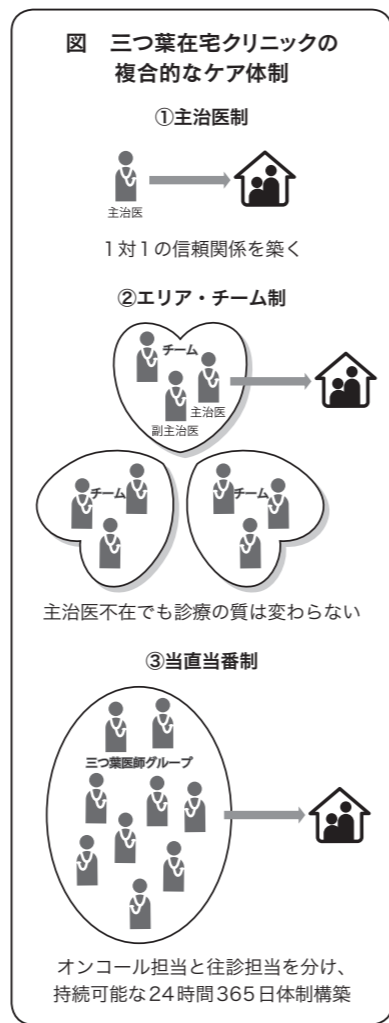 図　三つ葉在宅クリニックの
複合的なケア体制
①主治医制
主治医
1対1の信頼関係を築く
②エリア・チーム制
チーム
主治医
副主治医
チーム
チーム
主治医不在でも診療の質は変わらない
③当直当番制
三つ葉医師グループ
オンコール担当と往診担当を分け、
持続可能な24時間365日体制構築